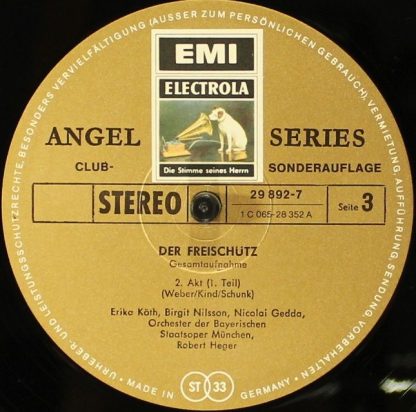 EMI
ELECTROLA
Die Stimme seines Herrn
ANGEL SERIES
CLUB- SONDERAUFLAGE
STEREO
29 892-7
1 C 065-28 352 A
Seite 3
DER FREISCHÜTZ
Gesamtaufnahme
2. Akt (1. Teil)
(Weber/Kind/Schunk)
Erika Köth, Birgit Nilsson, Nicolai Gedda,
Orchester der Bayerischen
Staatsoper München,
Robert Heger
ST 33
URHEBER- UND LEISTUNGSSCHUTZRECHTE, BESONDERS VERVIELFÄLTIGUNG (AUSSER ZUM PERSÖNLICHEN GEBRAUCH), VERMIETUNG, AUFFÜHRUNG, SENDUNG, VORBEHALTEN
• MADE IN GERMANY •